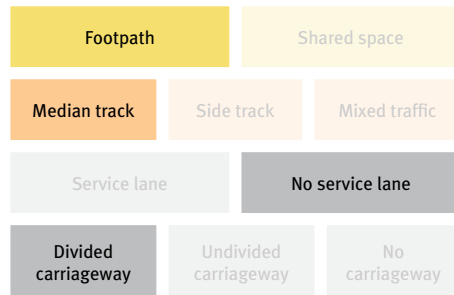 Footpath
Shared space
Median track
Side track
Mixed traffic
Service lane
No service lane
Divided
carriageway
Undivided
carriageway
No
carriageway